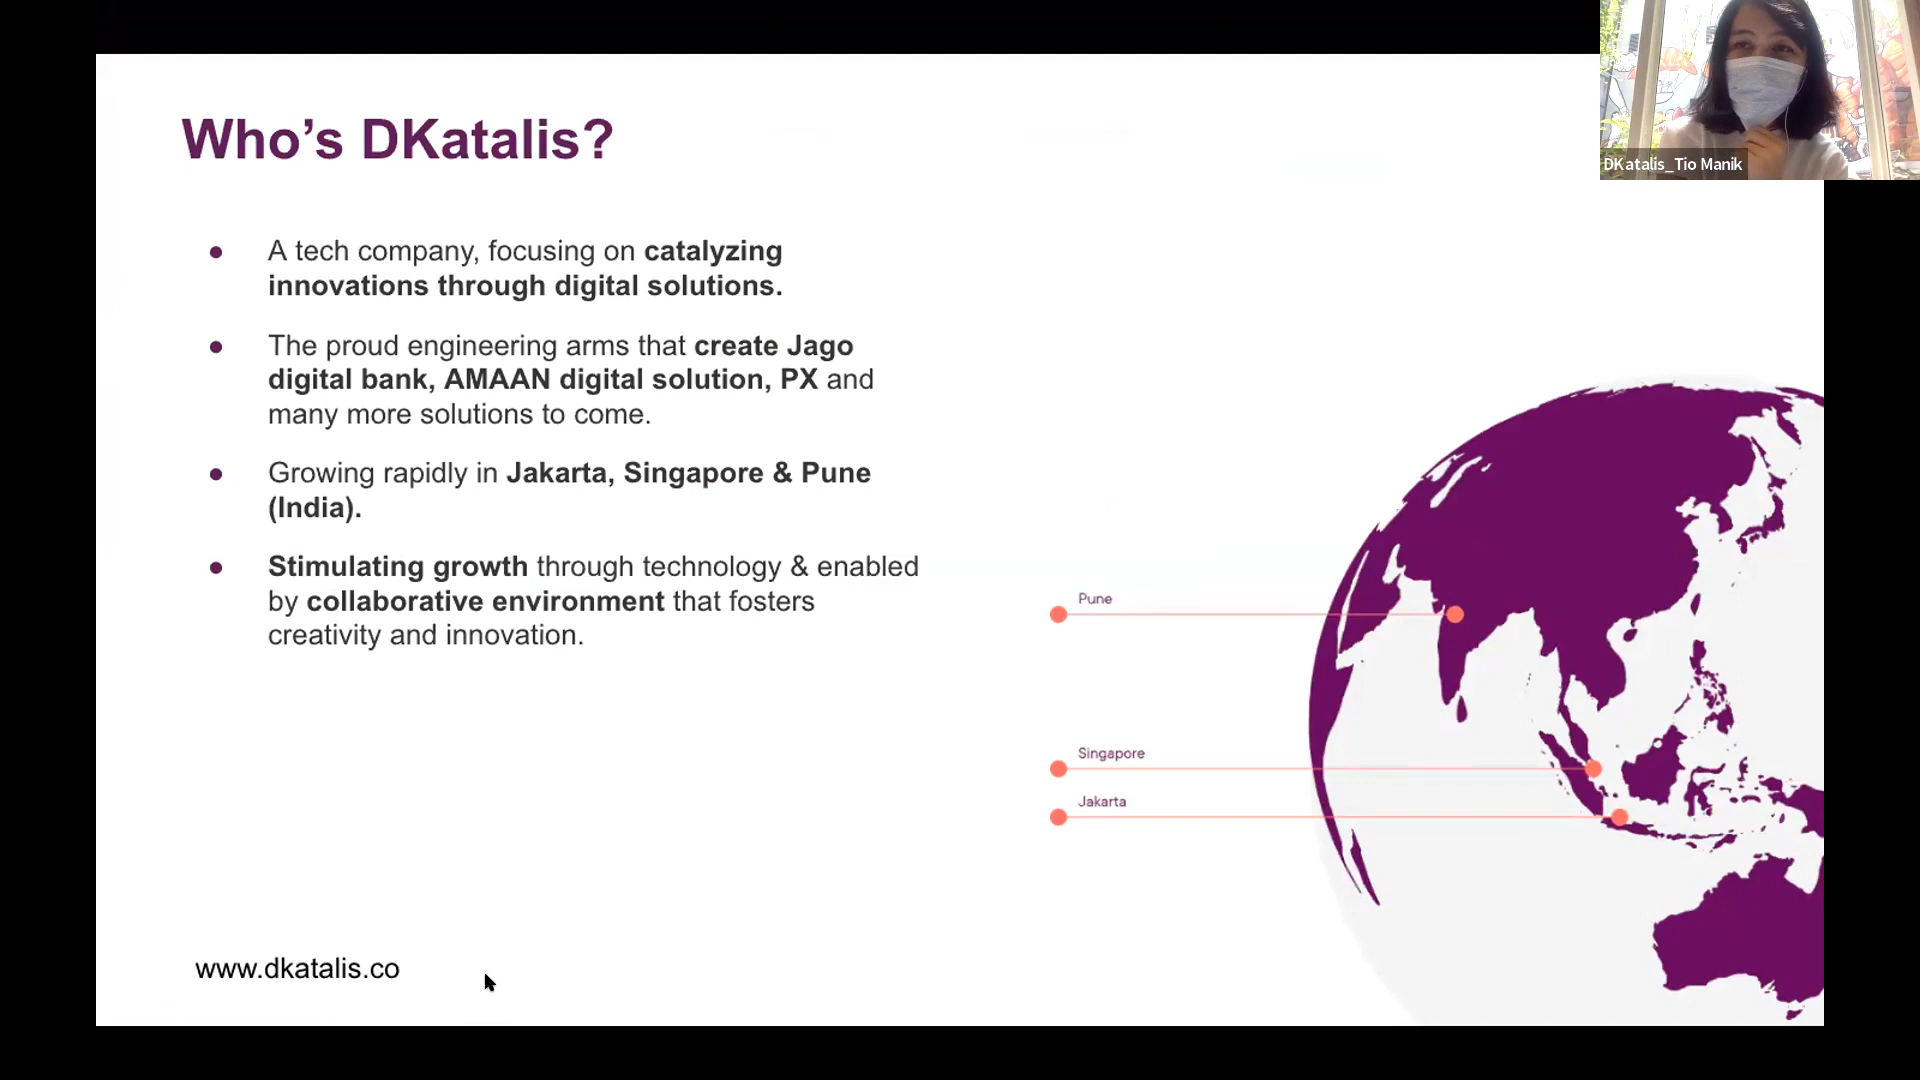 Who’s DKatalis?
DKatalis_Tio Manik
● A tech company, focusing on catalyzing
innovations through digital solutions.
● The proud engineering arms that create Jago
digital bank, AMAAN digital solution, PX and
many more solutions to come.
● Growing rapidly in Jakarta, Singapore & Pune
(India).
● Stimulating growth through technology & enabled
by collaborative environment that fosters
creativity and innovation.
Pune
Singapore
Jakarta
www.dkatalis.co